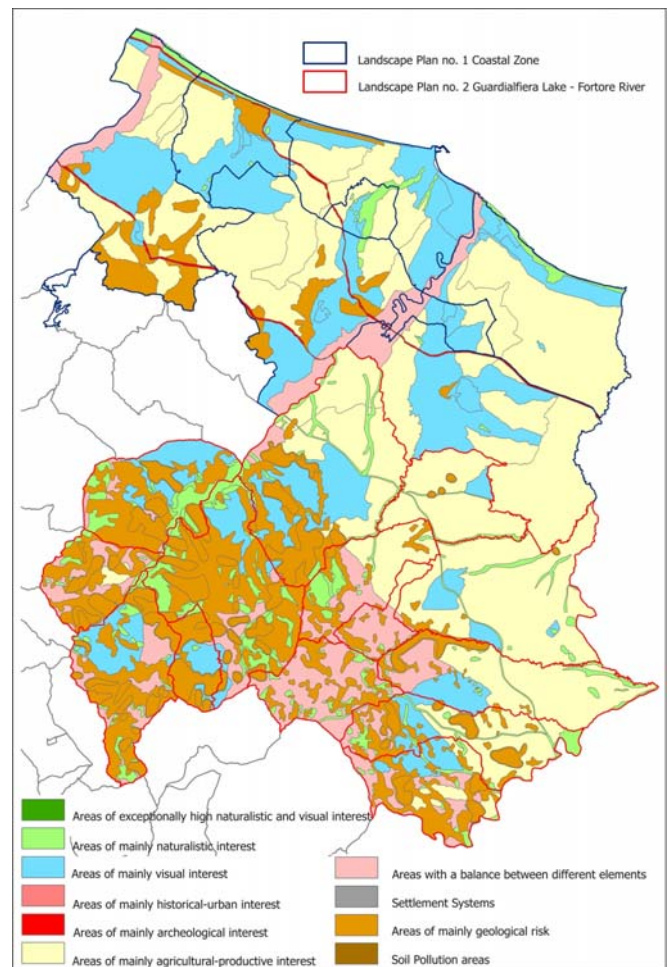 Landscape Plan no. 1 Coastal Zone
Landscape Plan no. 2 Guardialfiera Lake - Fortore River
Areas of exceptionally high naturalistic and visual interest
Areas of mainly naturalistic interest
Areas of mainly visual interest
Areas of mainly historical-urban interest
Areas of mainly archeological interest
Areas of mainly agricultural-productive interest
Areas with a balance between different elements
Settlement Systems
Areas of mainly geological risk
Soil Pollution areas